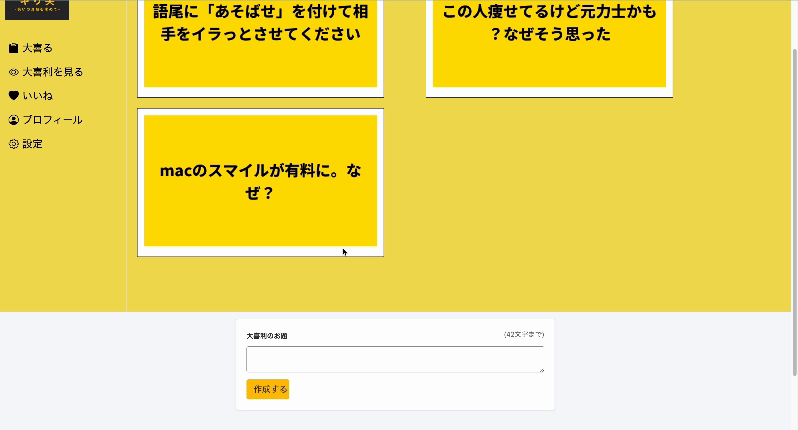 語尾に「あそばせ」を付けて相
手をイラっとさせてください
この人痩せてるけど元力士かも
？なぜそう思った
大喜る
大喜利を見る
いいね
プロフィール
設定
macのスマイルが有料に。な
ぜ？
大喜利のお題
(42文字まで)
作成する